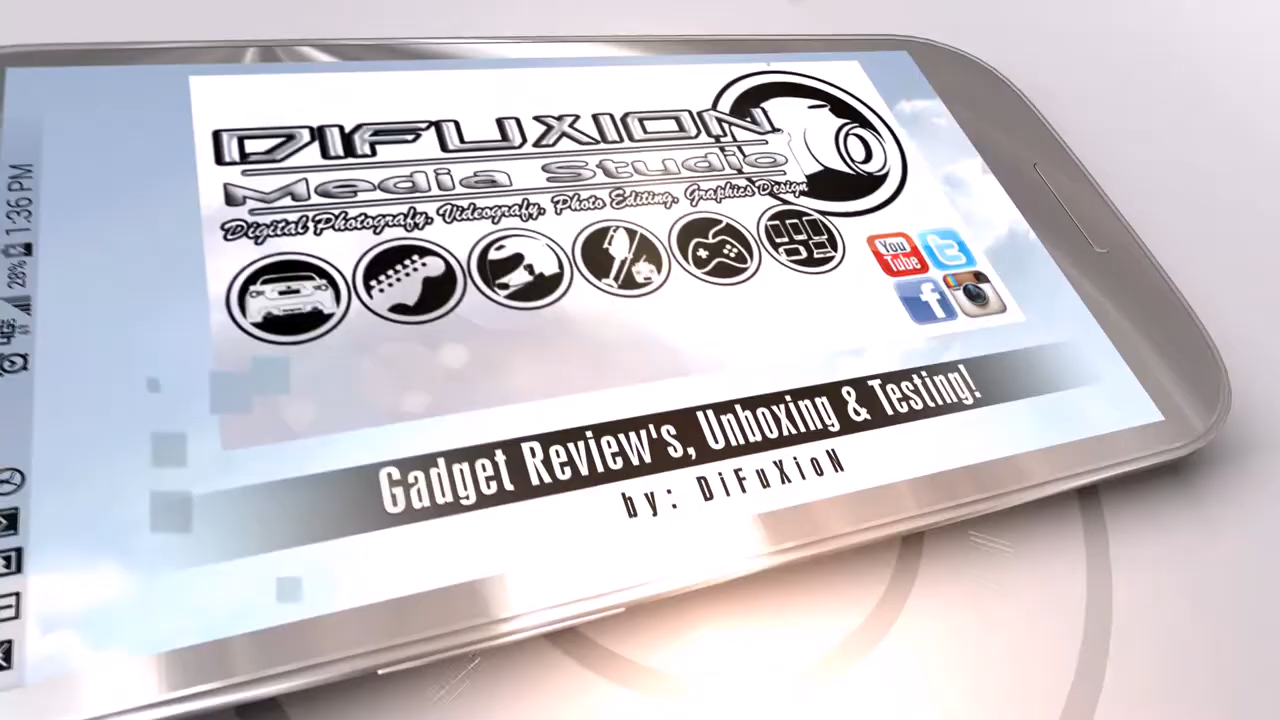 DIFUXION
Media Studio
Digital Photografy, Videografy, Photo Editing, Graphics Design
You
Tube
Gadget Review's, Unboxing & Testing!
by: DiFuXioN
28% 1:36 PM